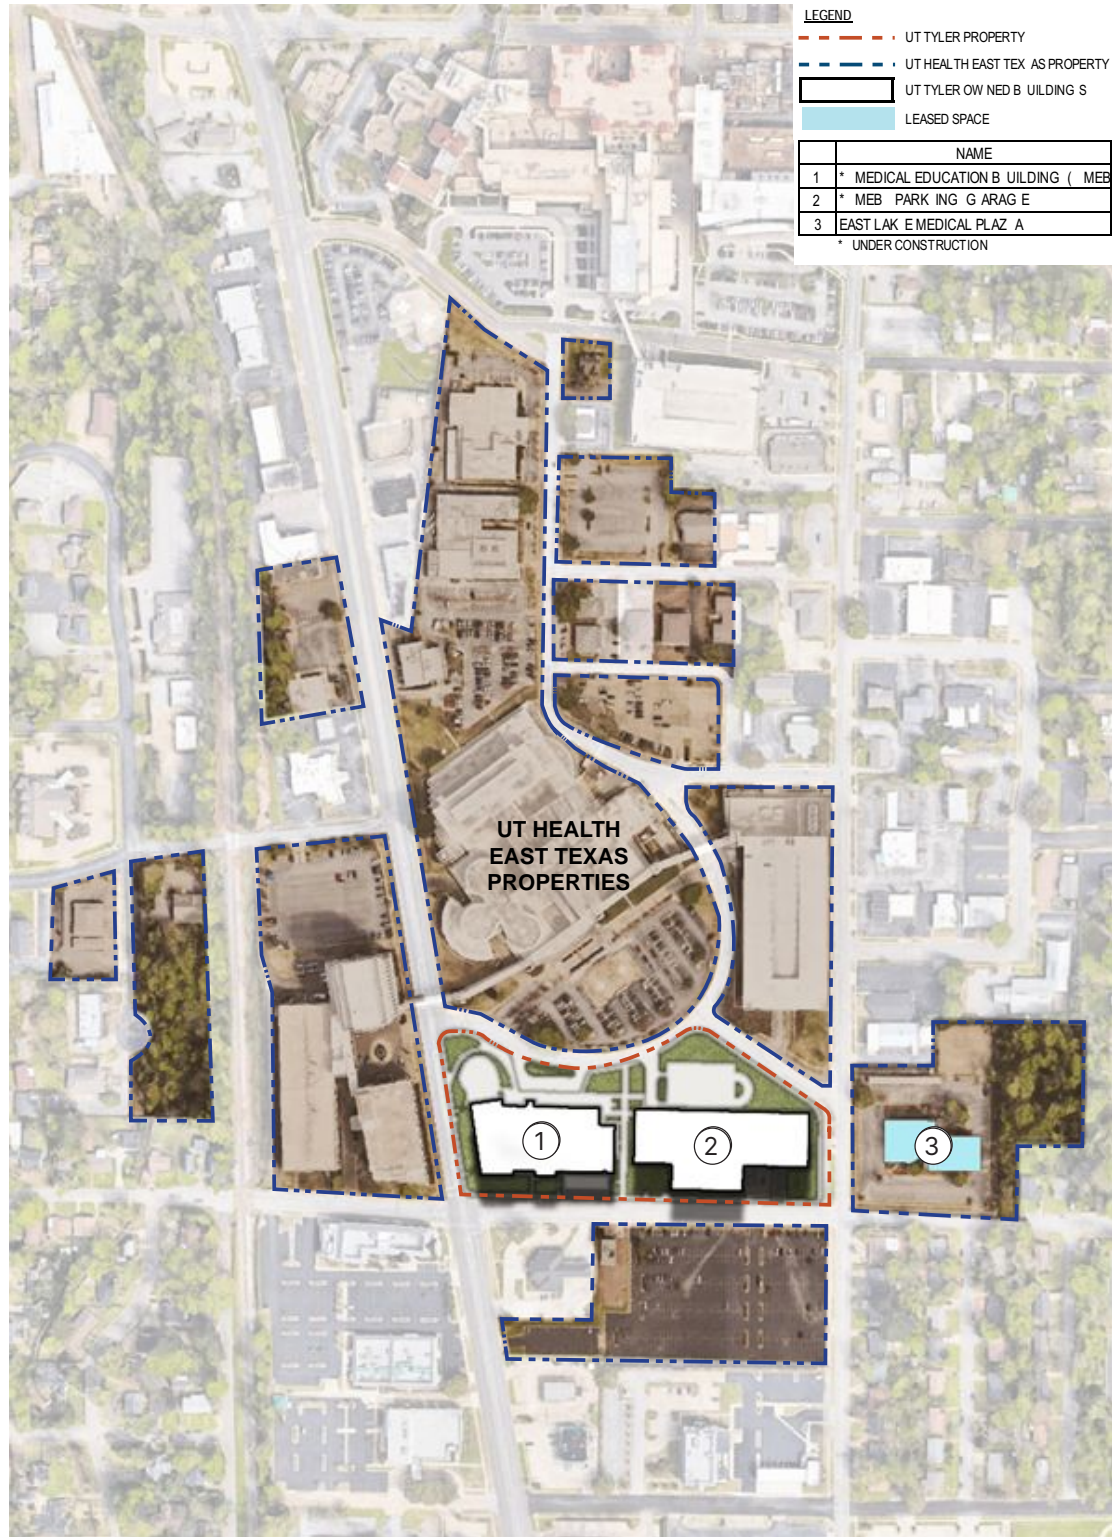 LEGEND
UT TYLER PROPERTY
UT HEALTH EAST TEX AS PROPERTY
UT TYLER OW NED B UILDING S
LEASED SPACE
NAME
1 * MEDICAL EDUCATION B UILDING ( MEB
2 * MEB PARK ING G ARAG E
3 EAST LAK E MEDICAL PLAZ A
* UNDER CONSTRUCTION
UT HEALTH
EAST TEXAS
PROPERTIES
1
2
3